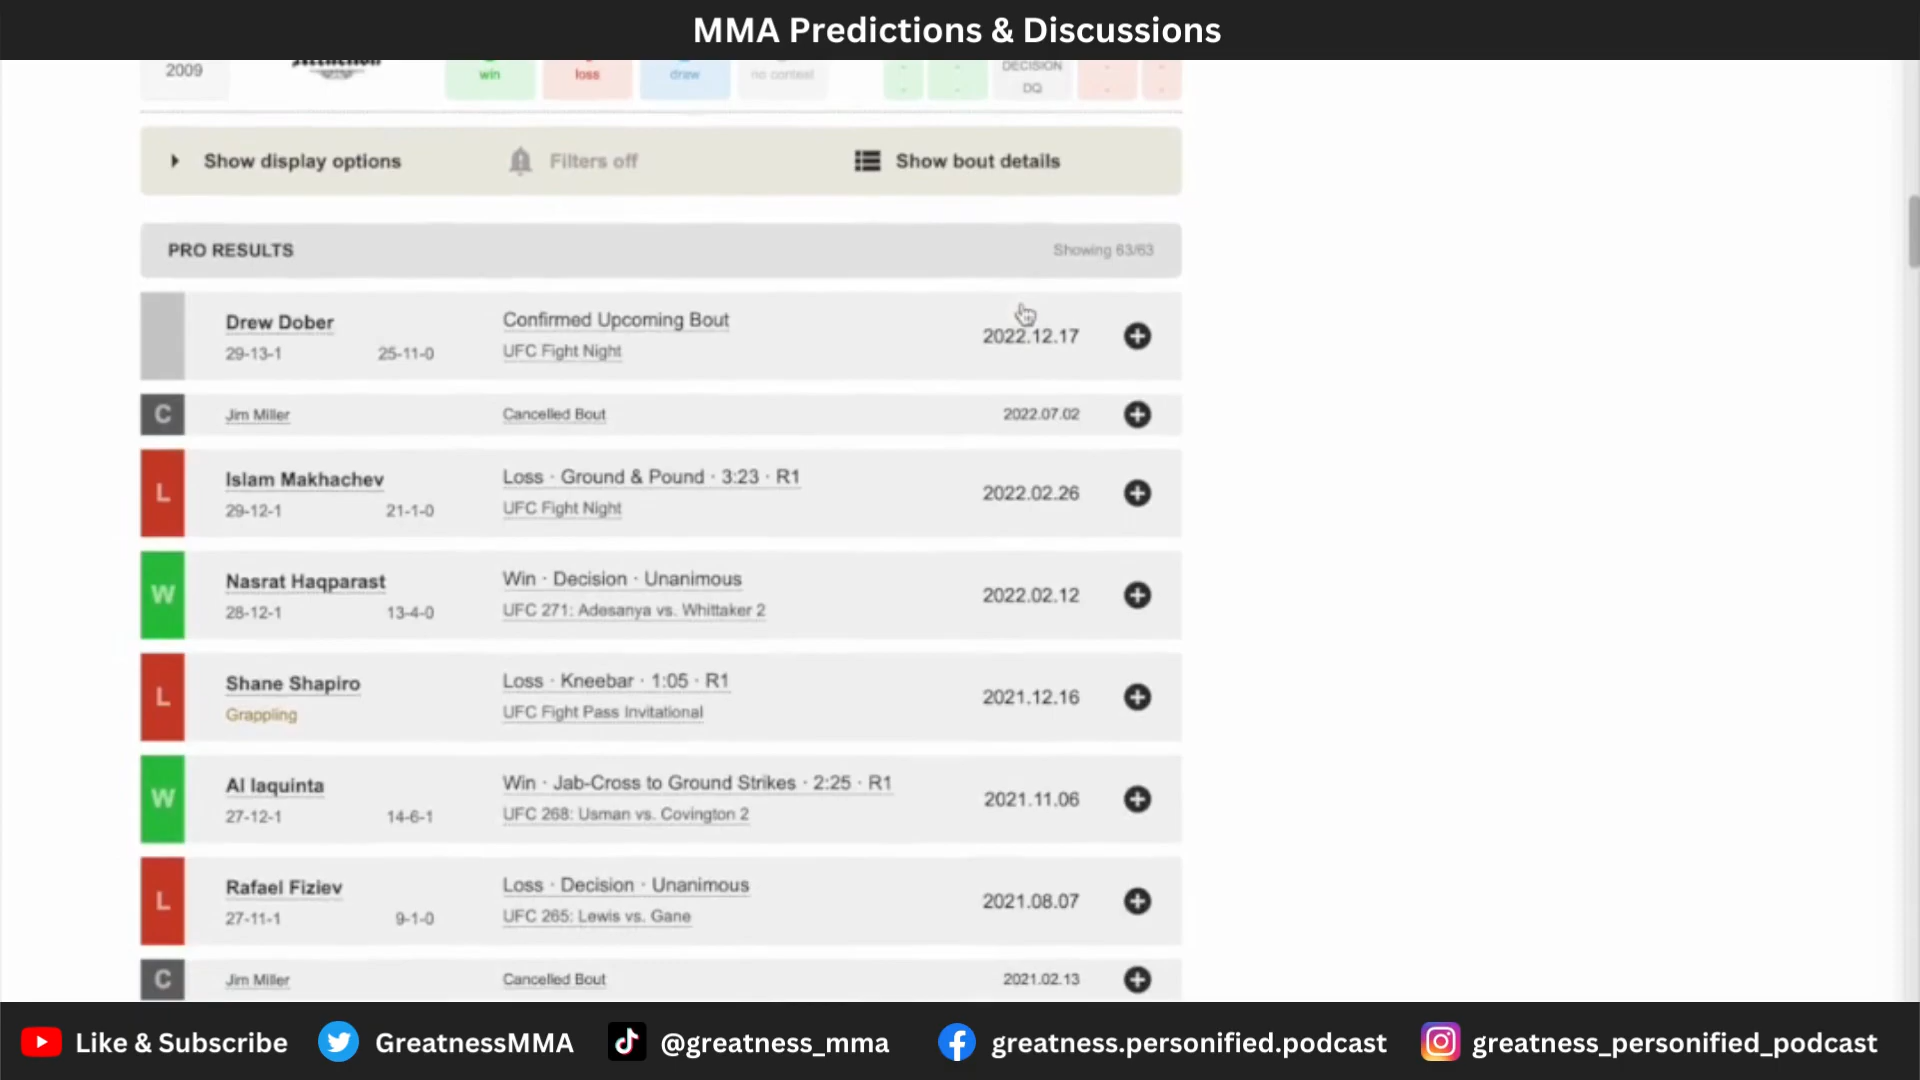 MMA Predictions & Discussions
2009
Affliction
win
loss
draw
no contest
DECISION
DQ
Show display options
Filters off
Show bout details
PRO RESULTS
Showing 63/63
Drew Dober
29-13-1 25-11-0
Confirmed Upcoming Bout
UFC Fight Night
2022.12.17
C
Jim Miller
Cancelled Bout
2022.07.02
L
Islam Makhachev
29-12-1 21-1-0
Loss · Ground & Pound · 3:23 · R1
UFC Fight Night
2022.02.26
W
Nasrat Haqparast
28-12-1 13-4-0
Win · Decision · Unanimous
UFC 271: Adesanya vs. Whittaker 2
2022.02.12
L
Shane Shapiro
Grappling
Loss · Kneebar · 1:05 · R1
UFC Fight Pass Invitational
2021.12.16
W
Al Iaquinta
27-12-1 14-6-1
Win · Jab-Cross to Ground Strikes · 2:25 · R1
UFC 268: Usman vs. Covington 2
2021.11.06
L
Rafael Fiziev
27-11-1 9-1-0
Loss · Decision · Unanimous
UFC 265: Lewis vs. Gane
2021.08.07
C
Jim Miller
Cancelled Bout
2021.02.13
Like & Subscribe GreatnessMMA @greatness_mma greatness.personified.podcast greatness_personified_podcast